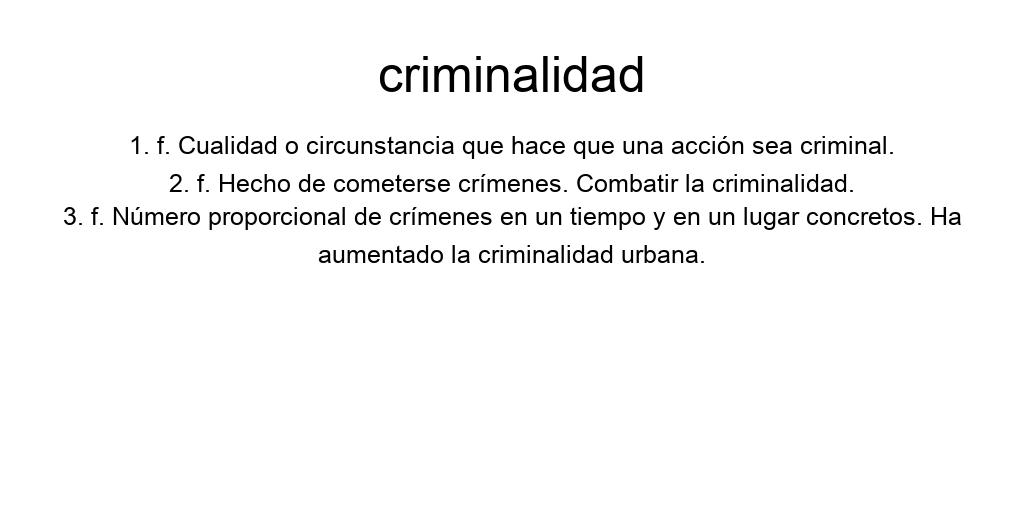 criminalidad
1. f. Cualidad o circunstancia que hace que una acción sea criminal.
2. f. Hecho de cometerse crímenes. Combatir la criminalidad.
3. f. Número proporcional de crímenes en un tiempo y en un lugar concretos. Ha
aumentado la criminalidad urbana.